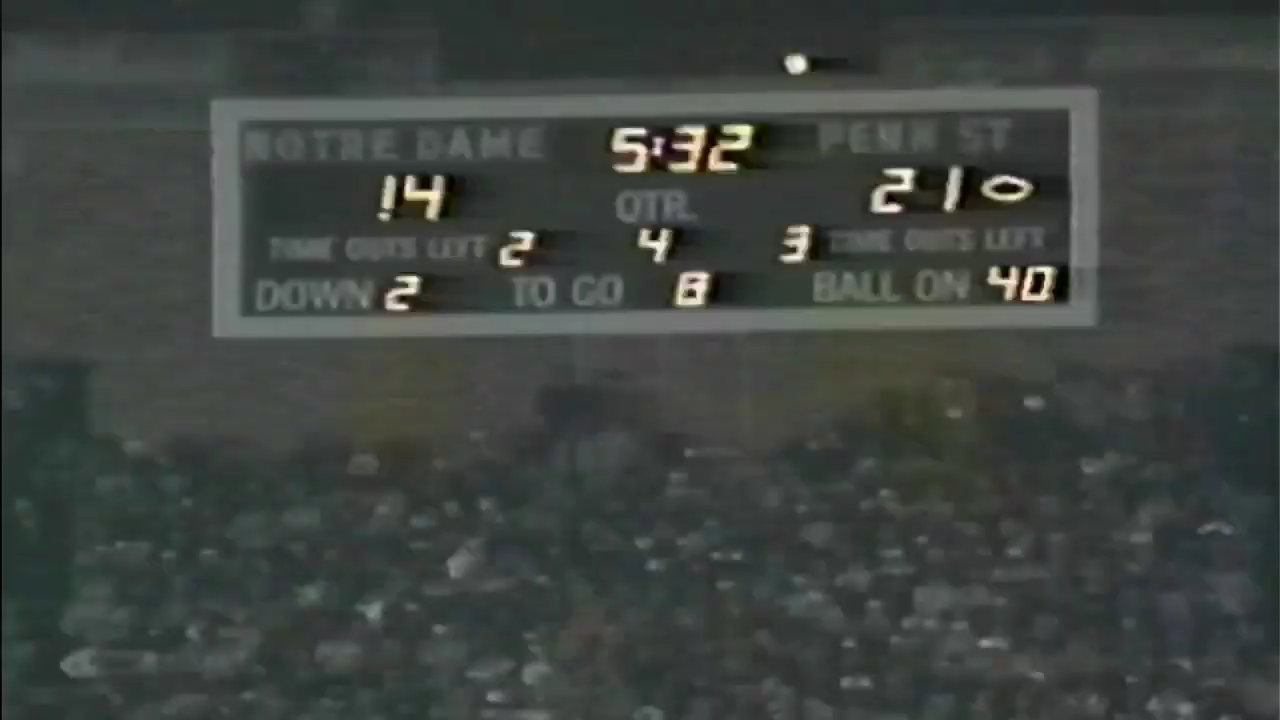 NOTRE DAME 5:32 PENN ST
14 QTR. 21
TIME OUTS LEFT 2 4 3 TIME OUTS LEFT
DOWN 2 TO GO 8 BALL ON 40